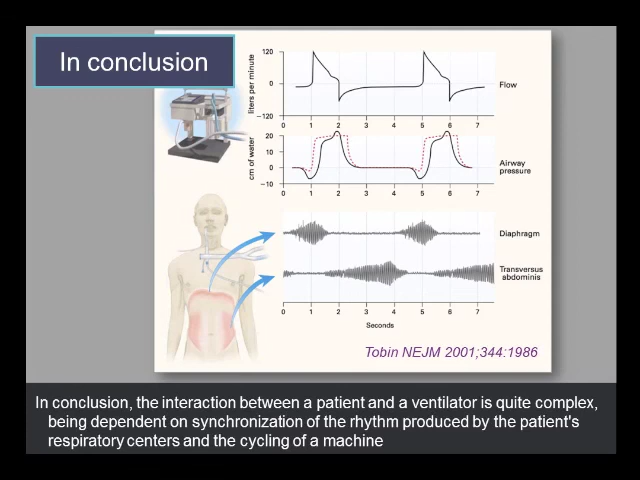 In conclusion
120
0
−120
liters per minute
Flow
0 1 2 3 4 5 6 7
20
10
0
−10
cm of water
Airway
pressure
0 1 2 3 4 5 6 7
Diaphragm
Transversus
abdominis
0 1 2 3 4 5 6 7
Seconds
Tobin NEJM 2001;344:1986
In conclusion, the interaction between a patient and a ventilator is quite complex,
being dependent on synchronization of the rhythm produced by the patient's
respiratory centers and the cycling of a machine